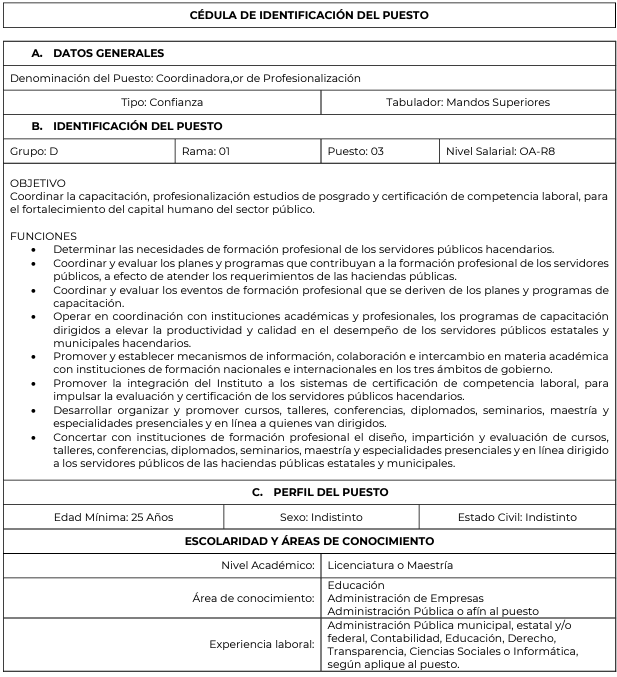 CÉDULA DE IDENTIFICACIÓN DEL PUESTO
A. DATOS GENERALES
Denominación del Puesto: Coordinadora,or de Profesionalización
Tipo: Confianza
Tabulador: Mandos Superiores
B. IDENTIFICACIÓN DEL PUESTO
Grupo: D
Rama: 01
Puesto: 03
Nivel Salarial: OA-R8
OBJETIVO
Coordinar la capacitación, profesionalización estudios de posgrado y certificación de competencia laboral, para
el fortalecimiento del capital humano del sector público.
FUNCIONES
• Determinar las necesidades de formación profesional de los servidores públicos hacendarios.
• Coordinar y evaluar los planes y programas que contribuyan a la formación profesional de los servidores
públicos, a efecto de atender los requerimientos de las haciendas públicas.
• Coordinar y evaluar los eventos de formación profesional que se deriven de los planes y programas de
capacitación.
• Operar en coordinación con instituciones académicas y profesionales, los programas de capacitación
dirigidos a elevar la productividad y calidad en el desempeño de los servidores públicos estatales y
municipales hacendarios.
• Promover y establecer mecanismos de información, colaboración e intercambio en materia académica
con instituciones de formación nacionales e internacionales en los tres ámbitos de gobierno.
• Promover la integración del Instituto a los sistemas de certificación de competencia laboral, para
impulsar la evaluación y certificación de los servidores públicos hacendarios.
• Desarrollar organizar y promover cursos, talleres, conferencias, diplomados, seminarios, maestría y
especialidades presenciales y en línea a quienes van dirigidos.
• Concertar con instituciones de formación profesional el diseño, impartición y evaluación de cursos,
talleres, conferencias, diplomados, seminarios, maestría y especialidades presenciales y en línea dirigido
a los servidores públicos de las haciendas públicas estatales y municipales.
C. PERFIL DEL PUESTO
Edad Mínima: 25 Años
Sexo: Indistinto
Estado Civil: Indistinto
ESCOLARIDAD Y ÁREAS DE CONOCIMIENTO
Nivel Académico:
Licenciatura o Maestría
Área de conocimiento:
Educación
Administración de Empresas
Administración Pública o afín al puesto
Experiencia laboral:
Administración Pública municipal, estatal y/o
federal, Contabilidad, Educación, Derecho,
Transparencia, Ciencias Sociales o Informática,
según aplique al puesto.